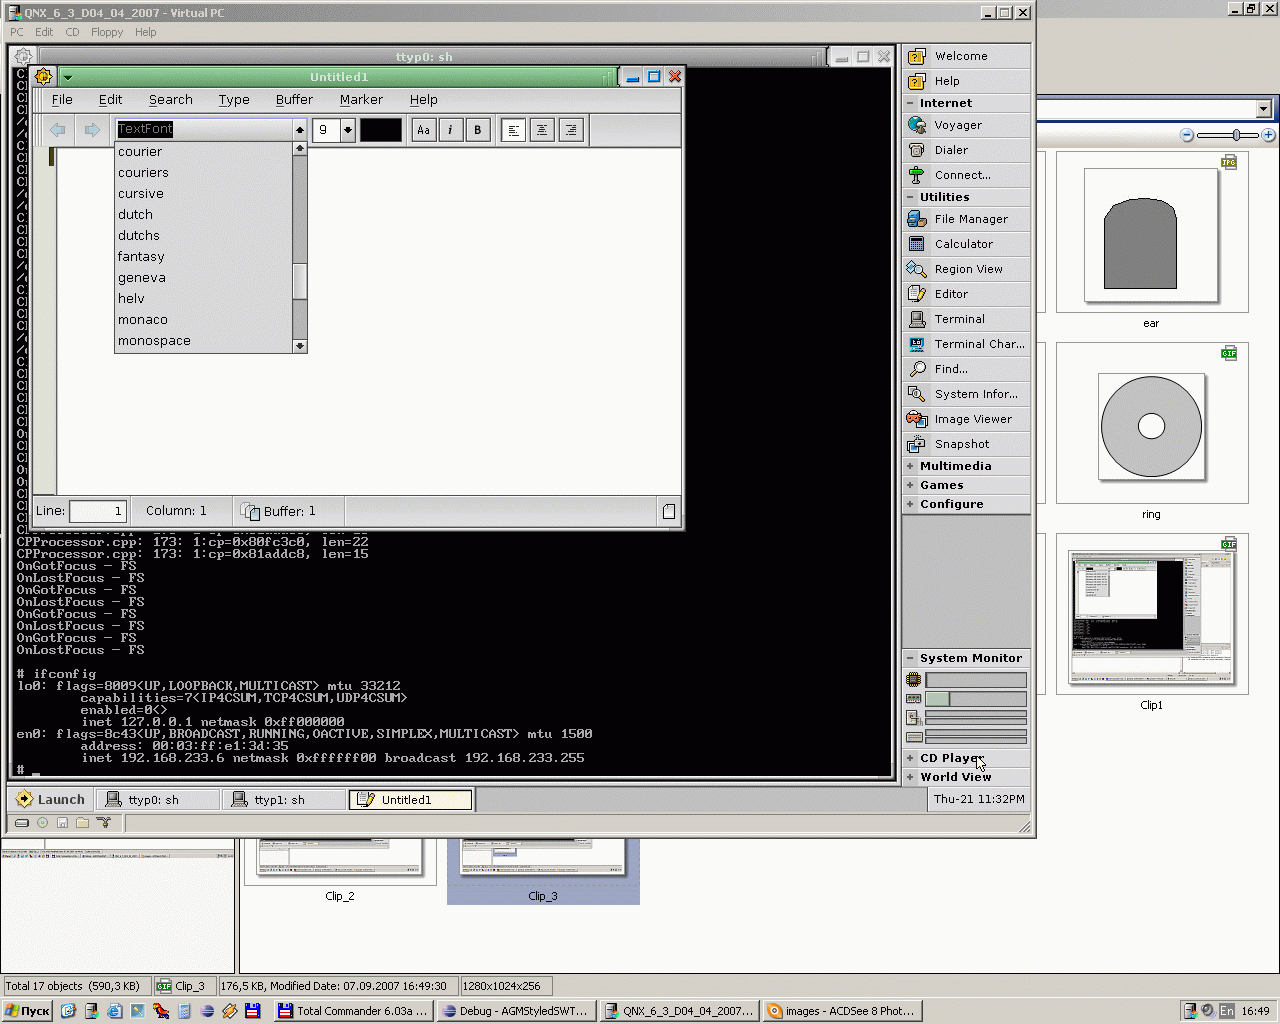 QNX_6_3_D04_04_2007 - Virtual PC
PC Edit CD Floppy Help
ttyp0: sh
Untitled1
File Edit Search Type Buffer Marker Help
TextFont 9 Aa i B
courier
couriers
cursive
dutch
dutchs
fantasy
geneva
helv
monaco
monospace
Line: 1 Column: 1 Buffer: 1
CPProcessor.cpp: 173: 1:cp=0x80fc3c0, len=22
CPProcessor.cpp: 173: 1:cp=0x81addc8, len=15
OnGotFocus - FS
OnLostFocus - FS
OnGotFocus - FS
OnLostFocus - FS
OnGotFocus - FS
OnLostFocus - FS
OnGotFocus - FS
OnLostFocus - FS
# ifconfig
lo0: flags=8009<UP,LOOPBACK,MULTICAST> mtu 33212
capabilities=7<IP4CSUM,TCP4CSUM,UDP4CSUM>
enabled=0<>
inet 127.0.0.1 netmask 0xff000000
en0: flags=8c43<UP,BROADCAST,RUNNING,OACTIVE,SIMPLEX,MULTICAST> mtu 1500
address: 00:03:ff:e1:3d:35
inet 192.168.233.6 netmask 0xffffff00 broadcast 192.168.233.255
#
Welcome
Help
Internet
Voyager
Dialer
Connect...
Utilities
File Manager
Calculator
Region View
Editor
Terminal
Terminal Char...
Find...
System Infor...
Image Viewer
Snapshot
Multimedia
Games
Configure
System Monitor
CD Player
World View
Launch ttyp0: sh ttyp1: sh Untitled1 Thu-21 11:32PM
JPG
ear
GIF
ring
GIF
Clip1
Clip_2 Clip_3
Total 17 objects (590,3 KB) GIF Clip_3 176,5 KB, Modified Date: 07.09.2007 16:49:30 1280x1024x256
Пуск Total Commander 6.03a ... Debug - AGMStyledSWT... QNX_6_3_D04_04_2007... images - ACDSee 8 Phot... En 16:49